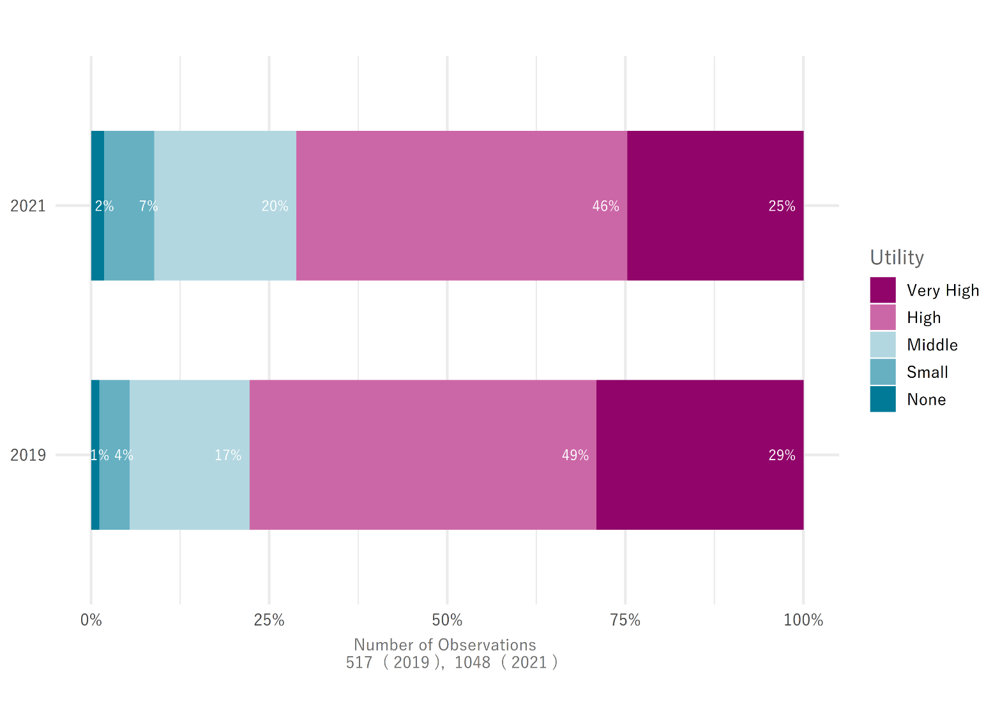 2021
2%
7%
20%
46%
25%
2019
1%
4%
17%
49%
29%
0%
25%
50%
75%
100%
Number of Observations
517（2019）, 1048（2021）
Utility
Very High
High
Middle
Small
None